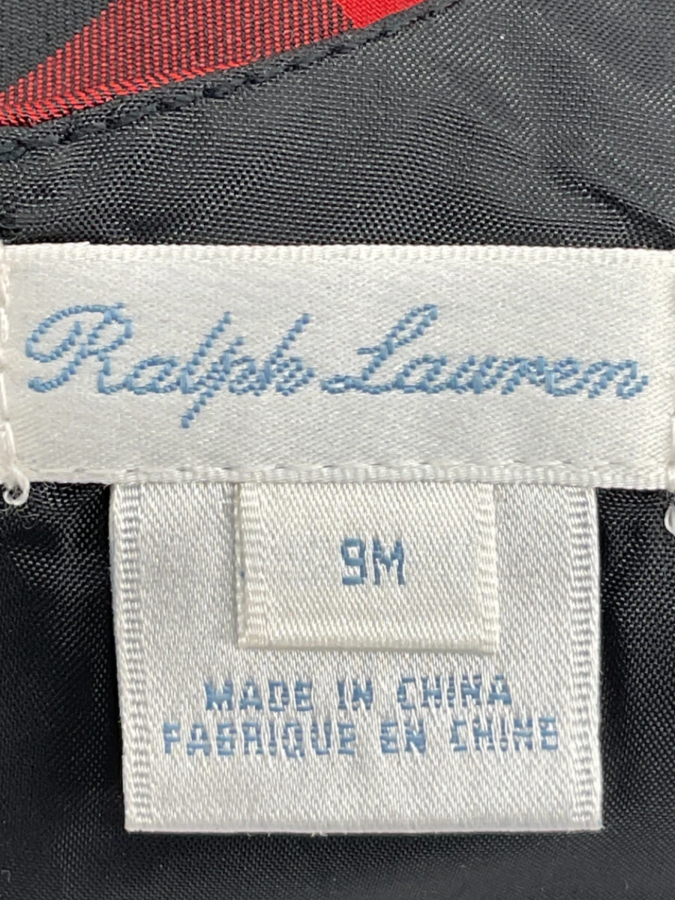 Ralph Lauren
9M
MADE IN CHINA
FABRIQUE EN CHINE